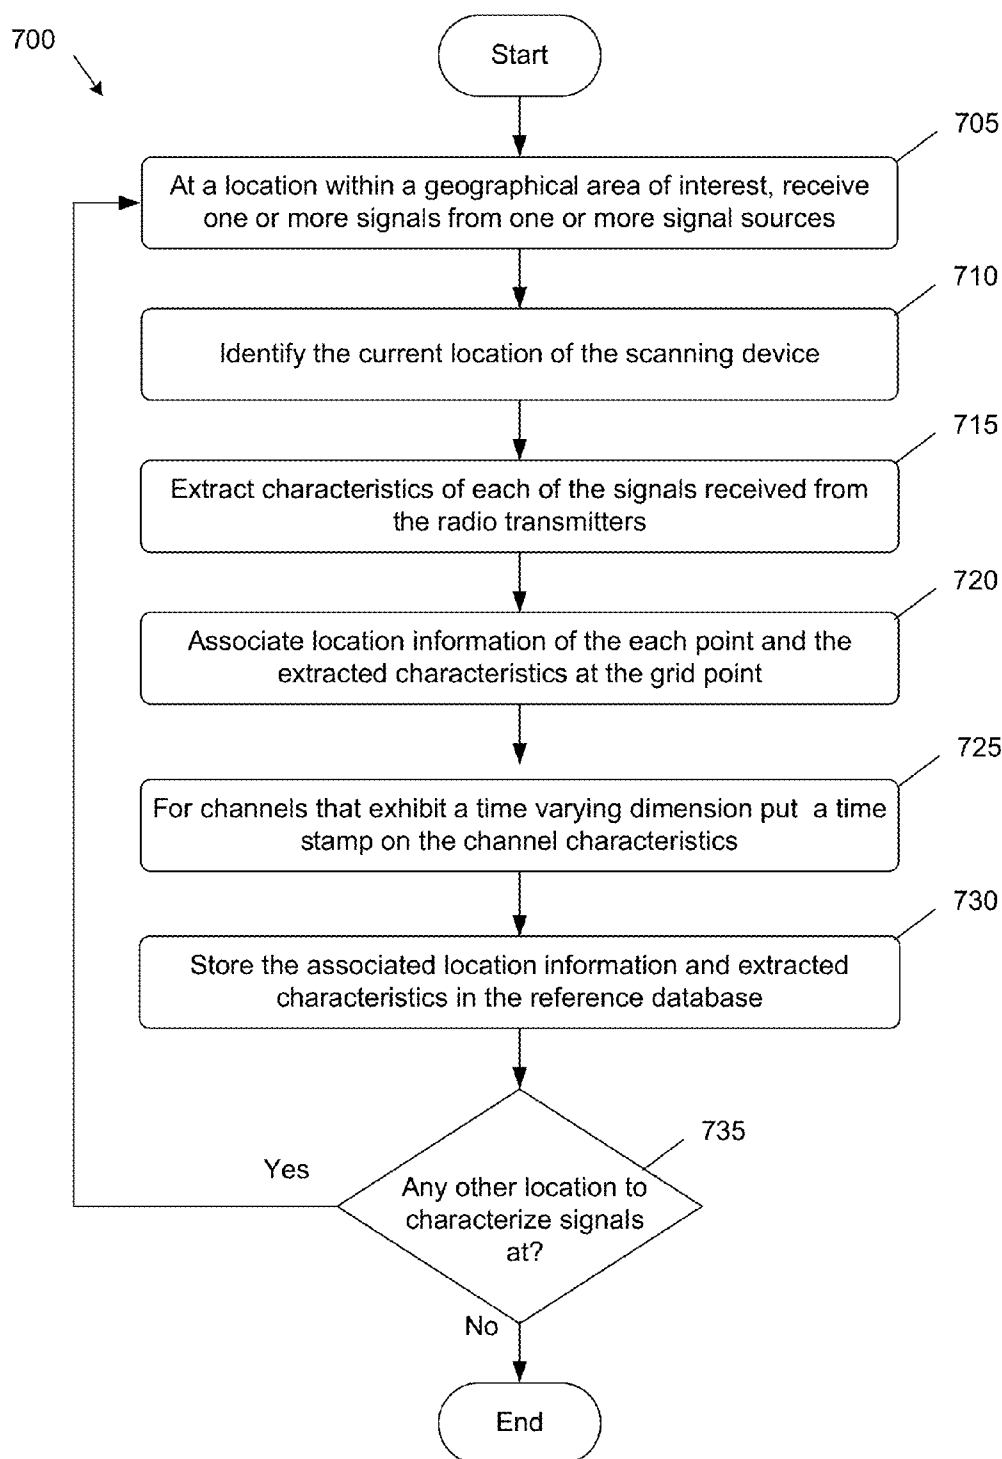 700
Start
705
At a location within a geographical area of interest, receive
one or more signals from one or more signal sources
710
Identify the current location of the scanning device
715
Extract characteristics of each of the signals received from
the radio transmitters
720
Associate location information of the each point and the
extracted characteristics at the grid point
725
For channels that exhibit a time varying dimension put a time
stamp on the channel characteristics
730
Store the associated location information and extracted
characteristics in the reference database
735
Yes
Any other location to
characterize signals
at?
No
End